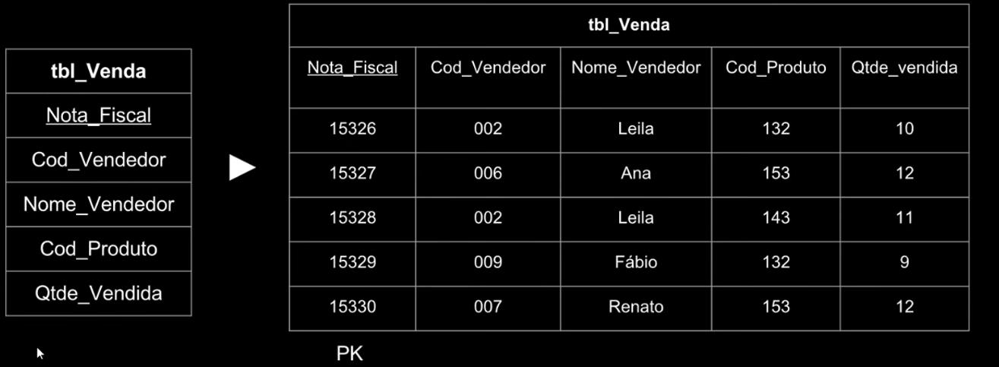 tbl_Venda
Nota_Fiscal
Cod_Vendedor
Nome_Vendedor
Cod_Produto
Qtde_Vendida
tbl_Venda
Nota_Fiscal Cod_Vendedor Nome_Vendedor Cod_Produto Qtde_vendida
15326 002 Leila 132 10
15327 006 Ana 153 12
15328 002 Leila 143 11
15329 009 Fábio 132 9
15330 007 Renato 153 12
PK